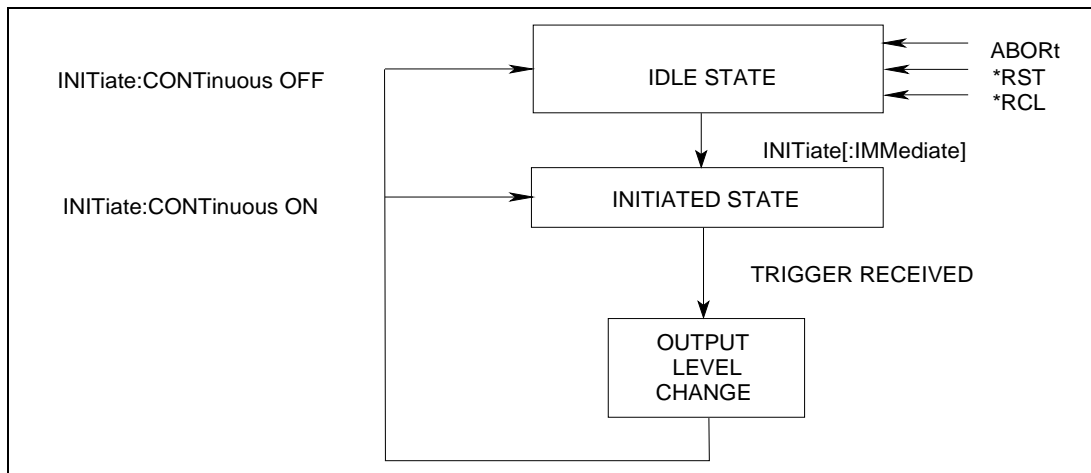 ABORt
INITiate:CONTinuous OFF
IDLE STATE
*RST
*RCL
INITiate[:IMMediate]
INITiate:CONTinuous ON
INITIATED STATE
TRIGGER RECEIVED
OUTPUT
LEVEL
CHANGE